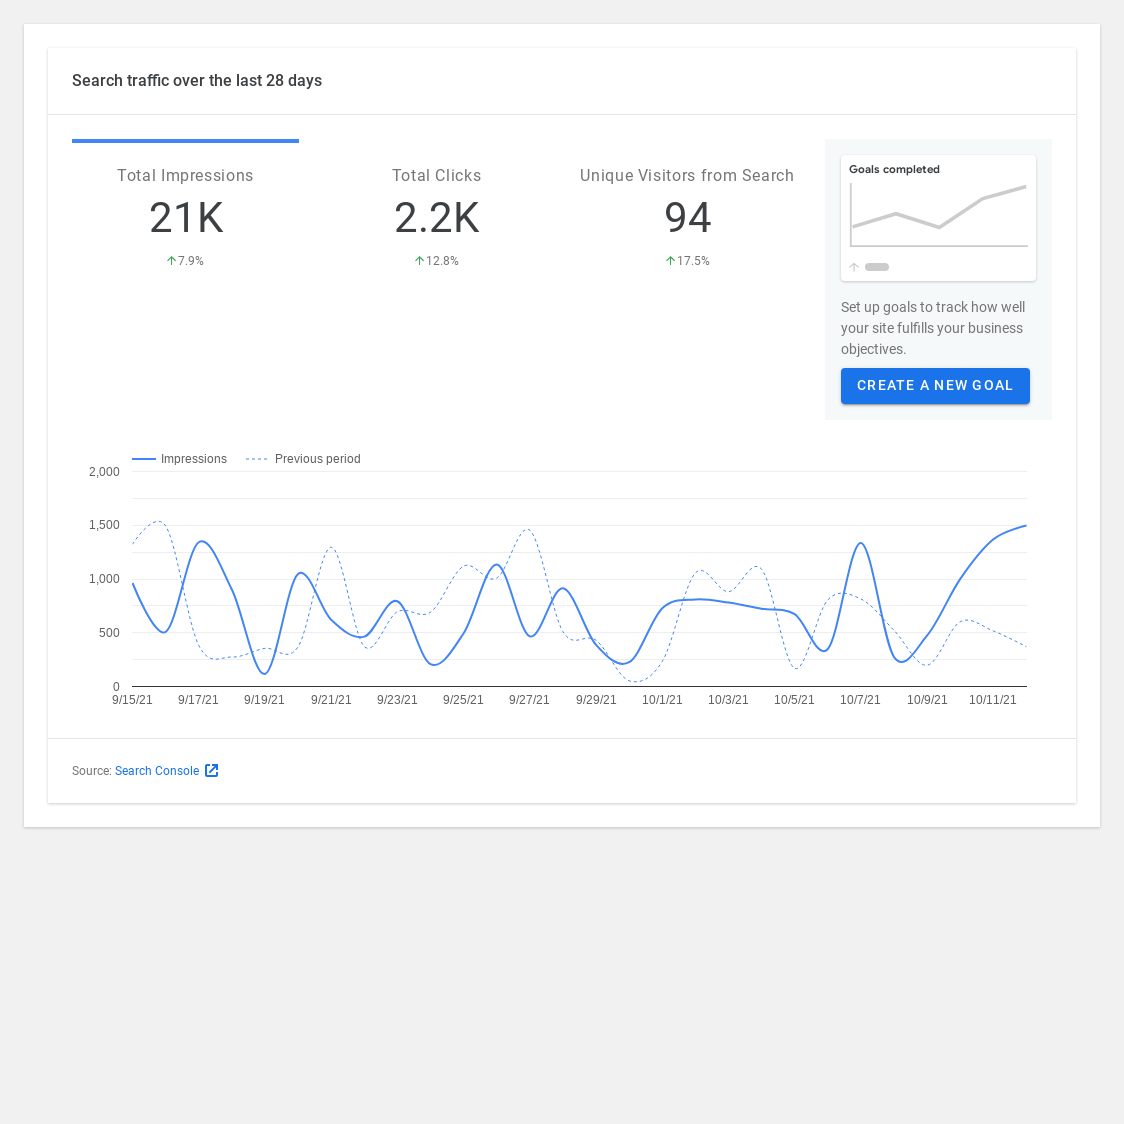 Search traffic over the last 28 days
Total Impressions
21K
7.9%
Total Clicks
2.2K
12.8%
Unique Visitors from Search
94
17.5%
Goals completed
Set up goals to track how well
your site fulfills your business
objectives.
CREATE A NEW GOAL
Impressions
Previous period
2,000
1,500
1,000
500
0
9/15/21
9/17/21
9/19/21
9/21/21
9/23/21
9/25/21
9/27/21
9/29/21
10/1/21
10/3/21
10/5/21
10/7/21
10/9/21
10/11/21
Source: Search Console